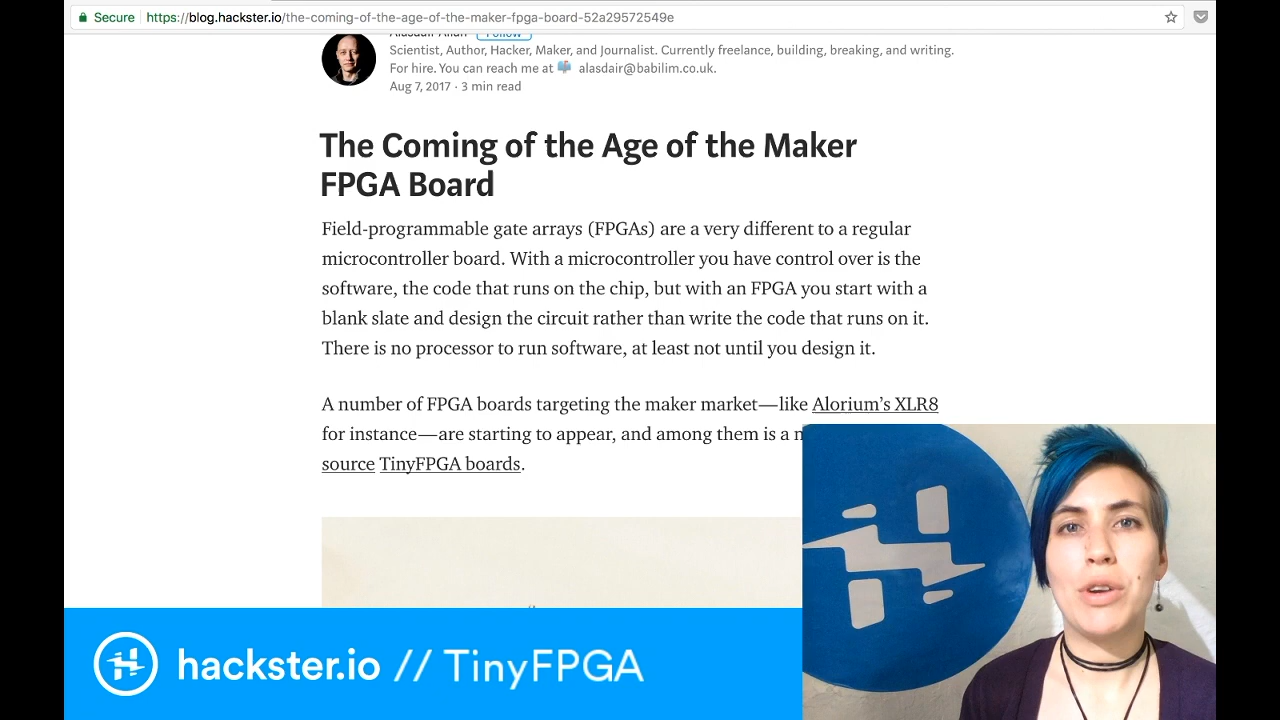 Secure https://blog.hackster.io/the-coming-of-the-age-of-the-maker-fpga-board-52a29572549e
Scientist, Author, Hacker, Maker, and Journalist. Currently freelance, building, breaking, and writing.
For hire. You can reach me at alasdair@babilim.co.uk.
Aug 7, 2017 · 3 min read
The Coming of the Age of the Maker
FPGA Board
Field-programmable gate arrays (FPGAs) are a very different to a regular
microcontroller board. With a microcontroller you have control over is the
software, the code that runs on the chip, but with an FPGA you start with a
blank slate and design the circuit rather than write the code that runs on it.
There is no processor to run software, at least not until you design it.
A number of FPGA boards targeting the maker market—like Alorium's XLR8
for instance—are starting to appear, and among them is a
source TinyFPGA boards.
hackster.io // TinyFPGA